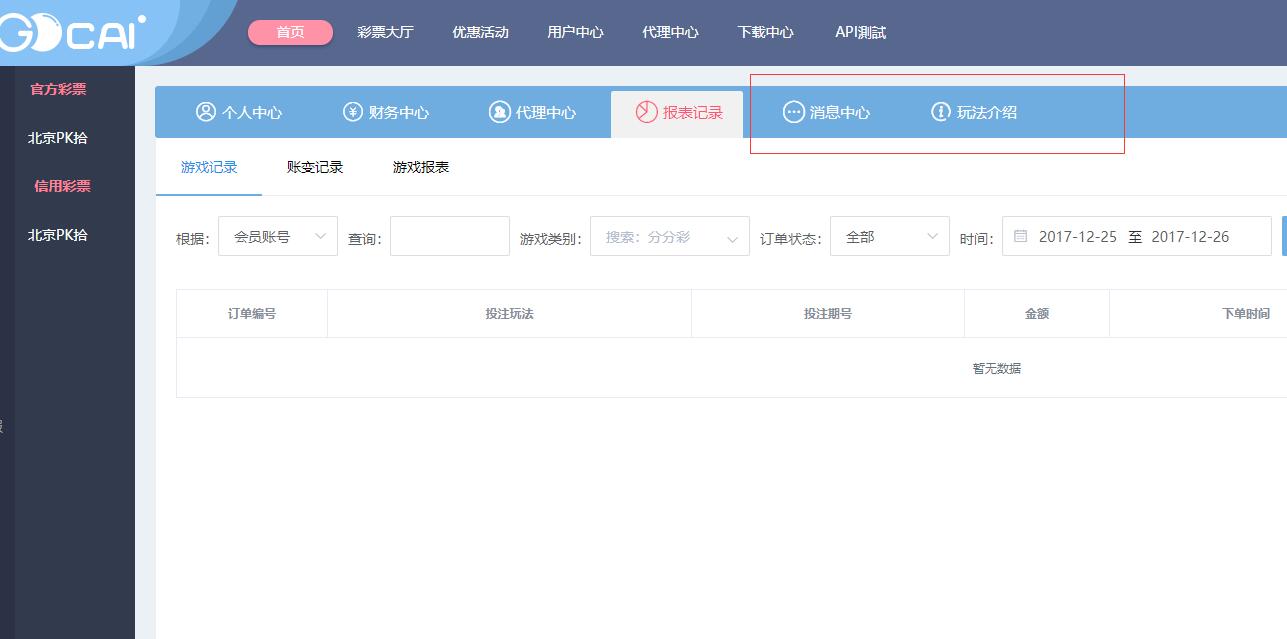 GOCAI
首页 彩票大厅 优惠活动 用户中心 代理中心 下载中心 API測試
官方彩票
北京PK拾
信用彩票
北京PK拾
个人中心 财务中心 代理中心 报表记录 消息中心 玩法介绍
游戏记录 账变记录 游戏报表
根据: 会员账号 查询: 游戏类别: 搜索: 分分彩 订单状态: 全部 时间: 2017-12-25 至 2017-12-26
订单编号 投注玩法 投注期号 金额 下单时间
暂无数据